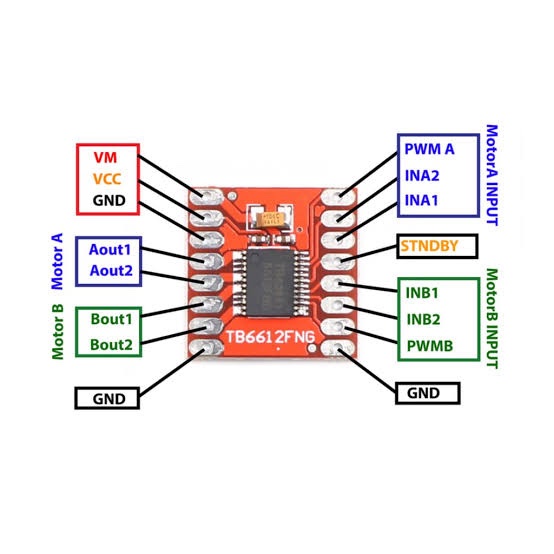 VM
VCC
GND
Motor A
Aout1
Aout2
Motor B
Bout1
Bout2
GND
TB6612FNG
PWM A
INA2
INA1
MotorA INPUT
STNDBY
INB1
INB2
PWMB
MotorB INPUT
GND